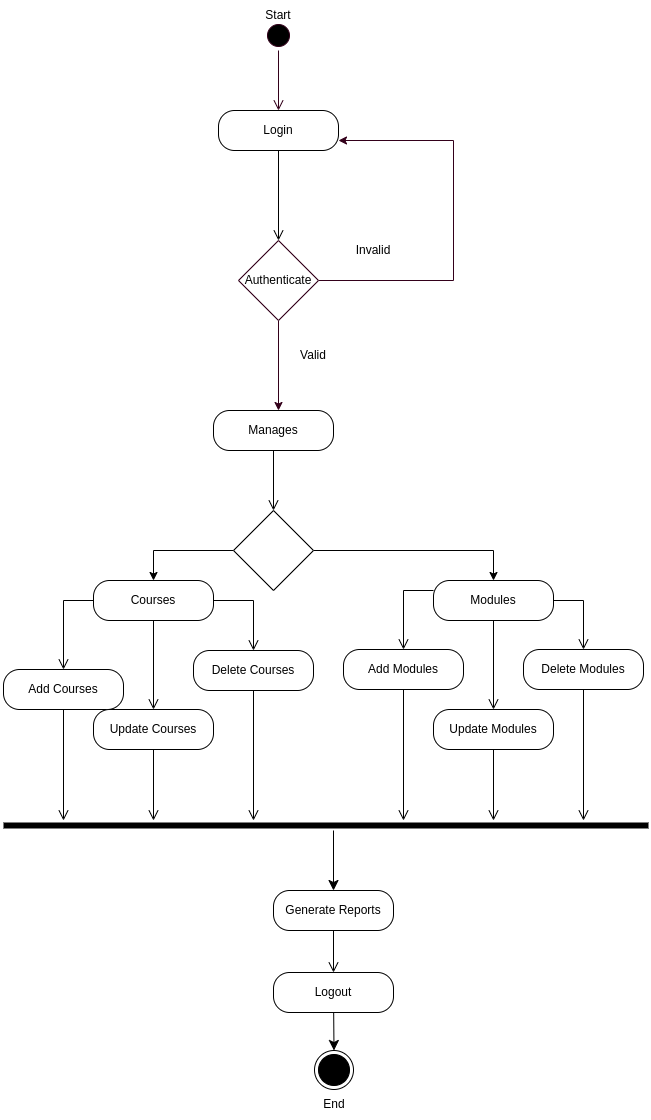 Start
Login
Invalid
Authenticate
Valid
Manages
Courses
Modules
Add Courses
Delete Courses
Add Modules
Delete Modules
Update Courses
Update Modules
Generate Reports
Logout
End